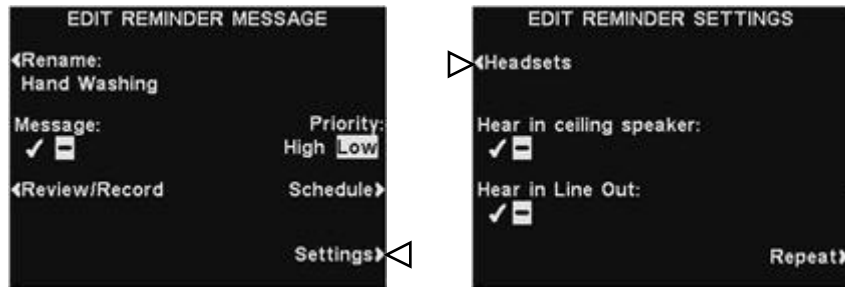 EDIT REMINDER MESSAGE
Rename:
Hand Washing
Message:
Priority:
High Low
Review/Record
Schedule
Settings
EDIT REMINDER SETTINGS
Headsets
Hear in ceiling speaker:
Hear in Line Out:
Repeat